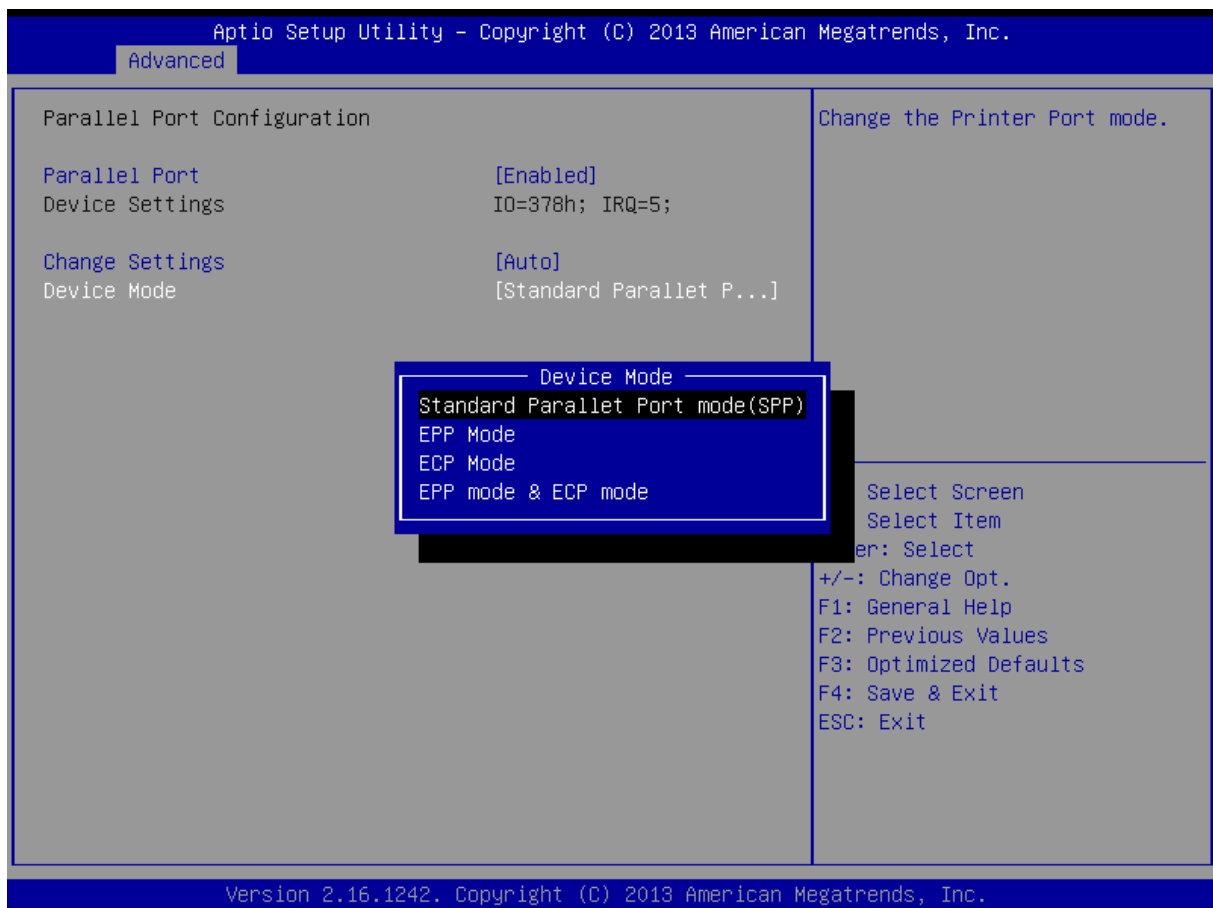 Aptio Setup Utility – Copyright (C) 2013 American Megatrends, Inc.
Advanced
Parallel Port Configuration
Parallel Port [Enabled]
Device Settings IO=378h; IRQ=5;
Change Settings [Auto]
Device Mode [Standard Parallet P...]
Change the Printer Port mode.
Device Mode
Standard Parallet Port mode(SPP)
EPP Mode
ECP Mode
EPP mode & ECP mode
Select Screen
Select Item
er: Select
+/-: Change Opt.
F1: General Help
F2: Previous Values
F3: Optimized Defaults
F4: Save & Exit
ESC: Exit
Version 2.16.1242. Copyright (C) 2013 American Megatrends, Inc.